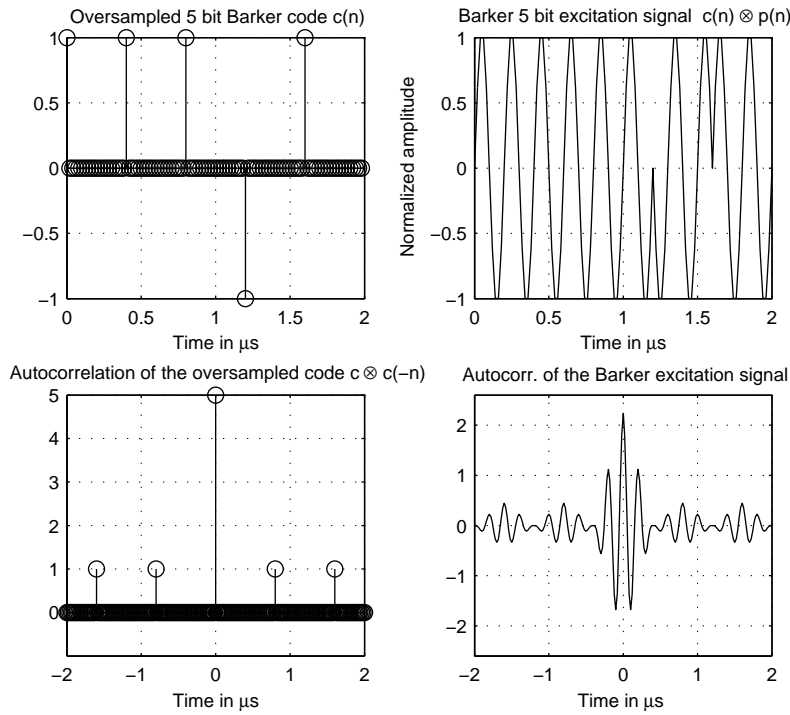 Oversampled 5 bit Barker code c(n)
1
0.5
0
−0.5
−1
0 0.5 1 1.5 2
Time in μs
Barker 5 bit excitation signal c(n) ⊗ p(n)
Normalized amplitude
1
0.5
0
−0.5
−1
0 0.5 1 1.5 2
Time in μs
Autocorrelation of the oversampled code c ⊗ c(−n)
5
4
3
2
1
0
−2 −1 0 1 2
Time in μs
Autocorr. of the Barker excitation signal
2
1
0
−1
−2
−2 −1 0 1 2
Time in μs